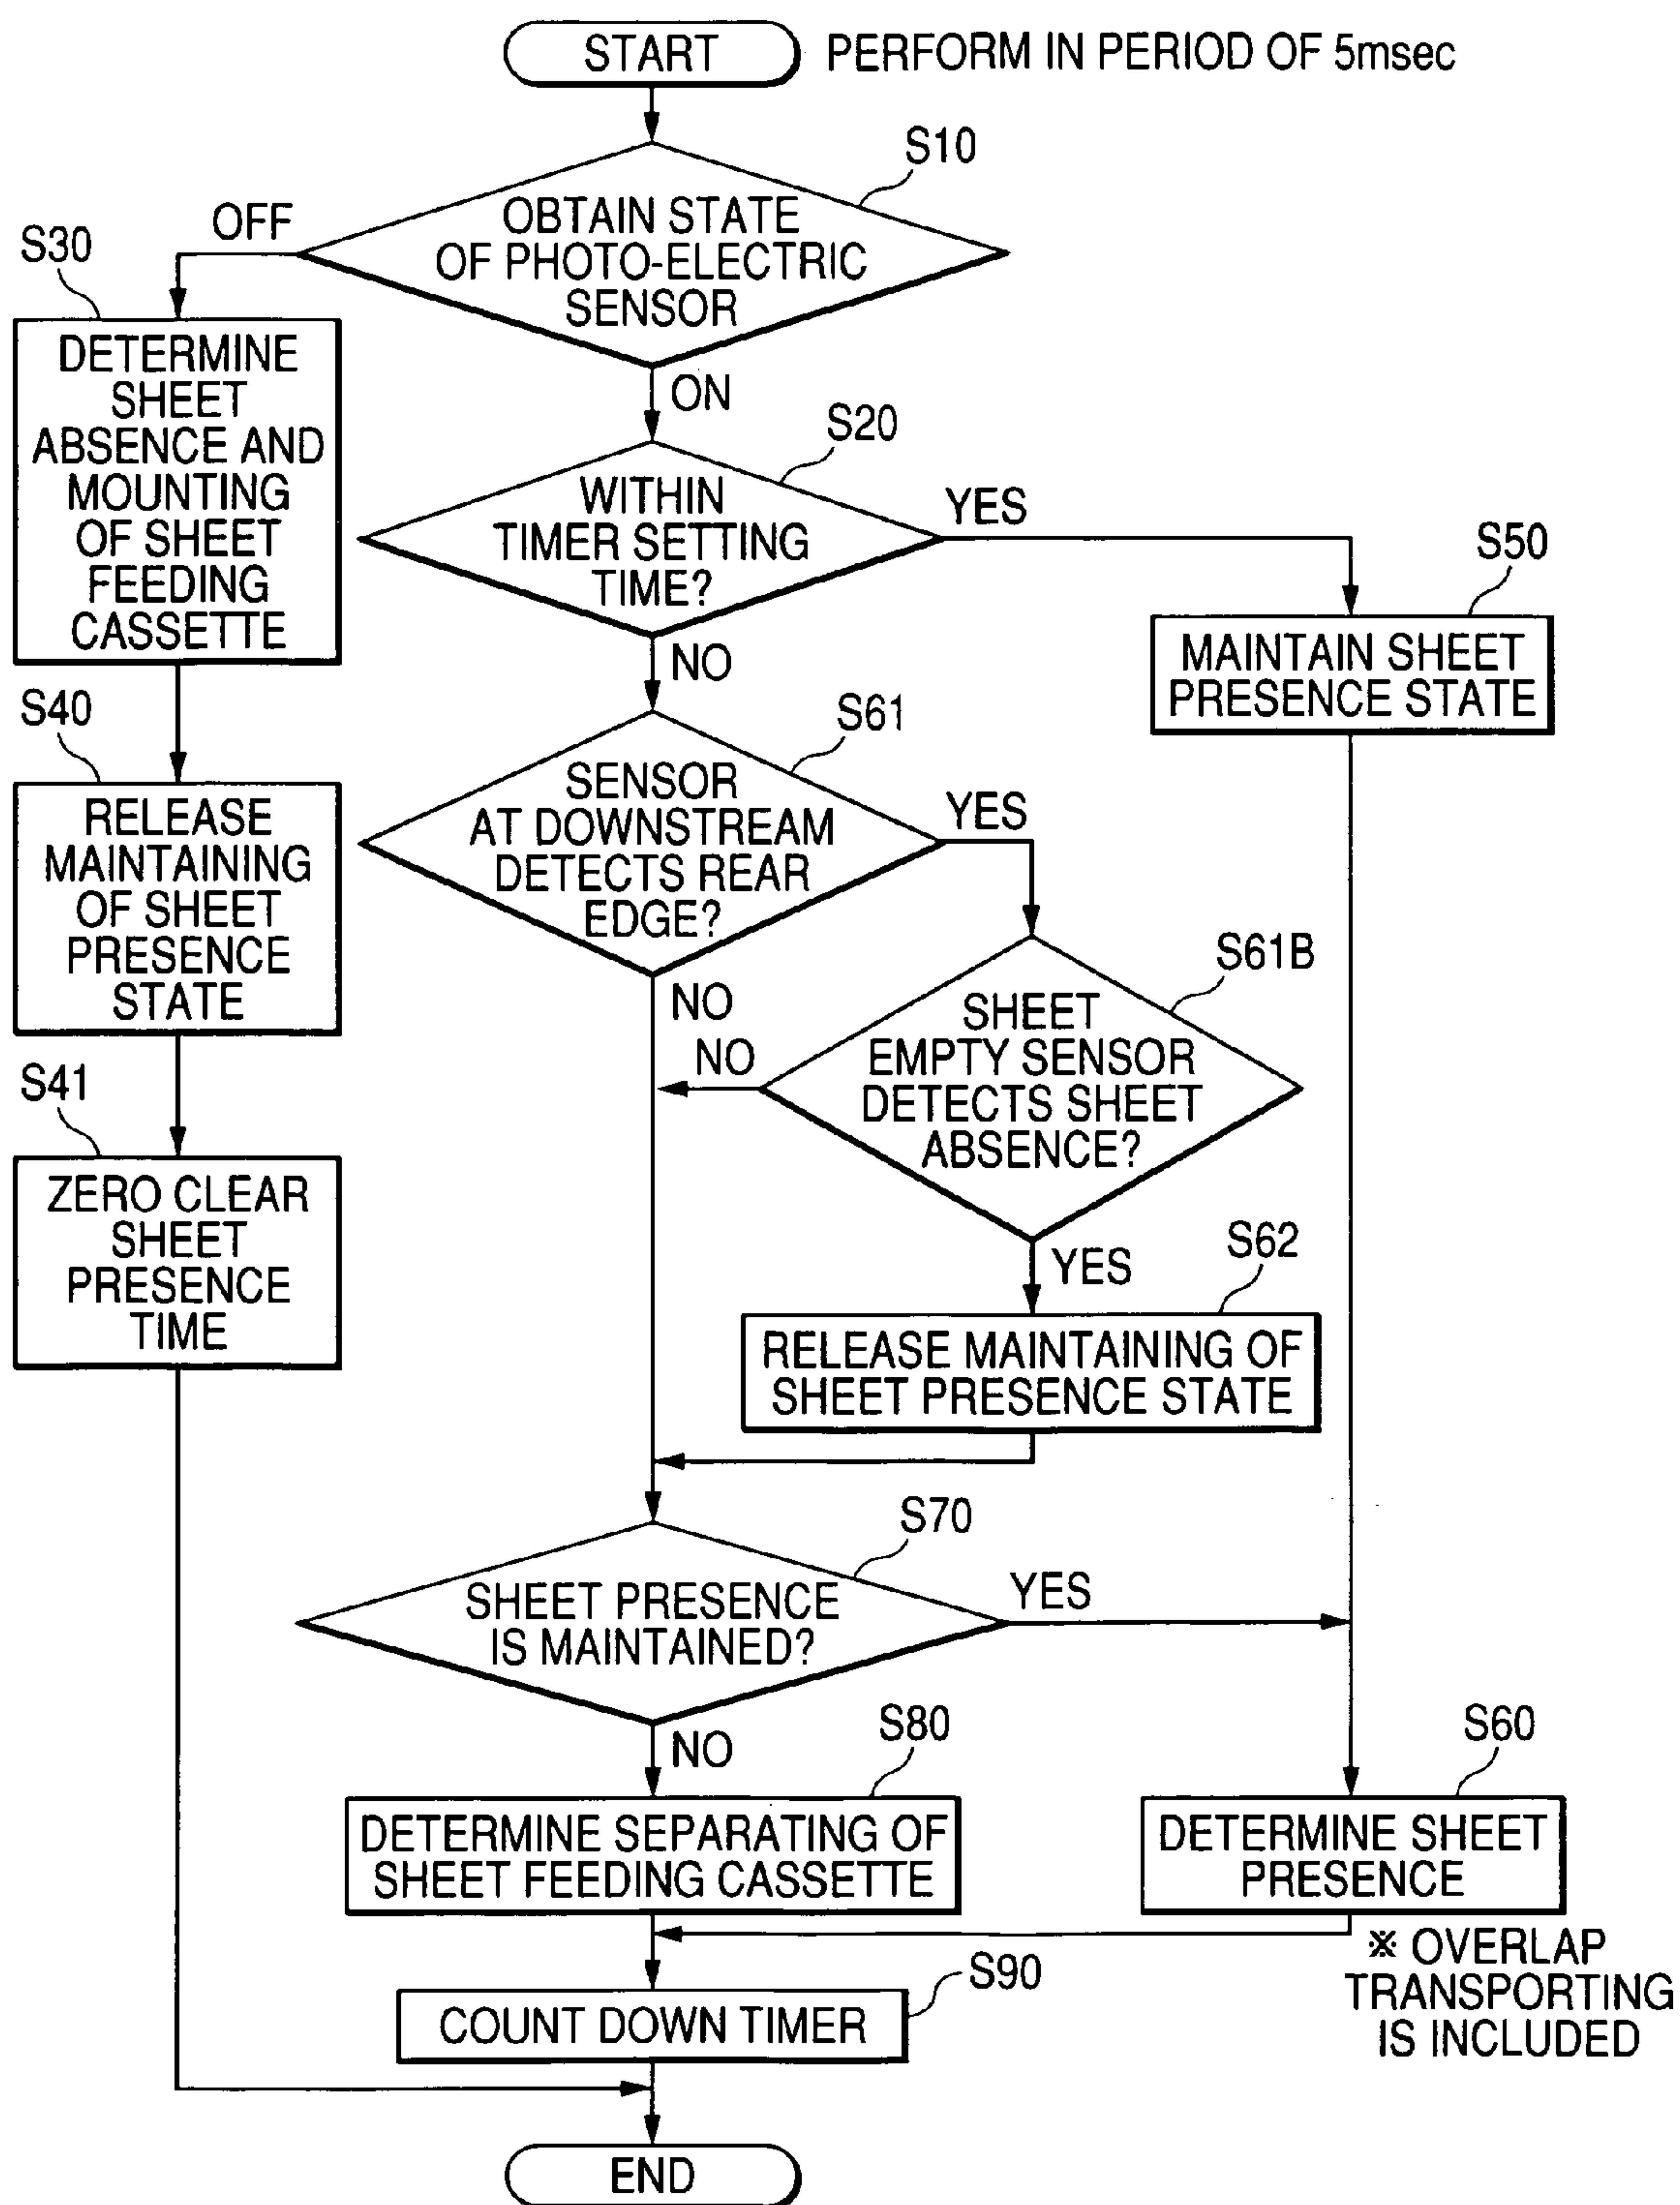 START
PERFORM IN PERIOD OF 5msec
S10
OBTAIN STATE
OF PHOTO-ELECTRIC
SENSOR
OFF
S30
DETERMINE
SHEET
ABSENCE AND
MOUNTING
OF SHEET
FEEDING
CASSETTE
ON
S20
WITHIN
TIMER SETTING
TIME?
YES
S50
MAINTAIN SHEET
PRESENCE STATE
NO
S40
RELEASE
MAINTAINING
OF SHEET
PRESENCE
STATE
S61
SENSOR
AT DOWNSTREAM
DETECTS REAR
EDGE?
YES
NO
S61B
SHEET
EMPTY SENSOR
DETECTS SHEET
ABSENCE?
NO
S41
ZERO CLEAR
SHEET
PRESENCE
TIME
YES
S62
RELEASE MAINTAINING OF
SHEET PRESENCE STATE
S70
SHEET PRESENCE
IS MAINTAINED?
YES
NO
S80
DETERMINE SEPARATING OF
SHEET FEEDING CASSETTE
S60
DETERMINE SHEET
PRESENCE
※ OVERLAP
TRANSPORTING
IS INCLUDED
S90
COUNT DOWN TIMER
END